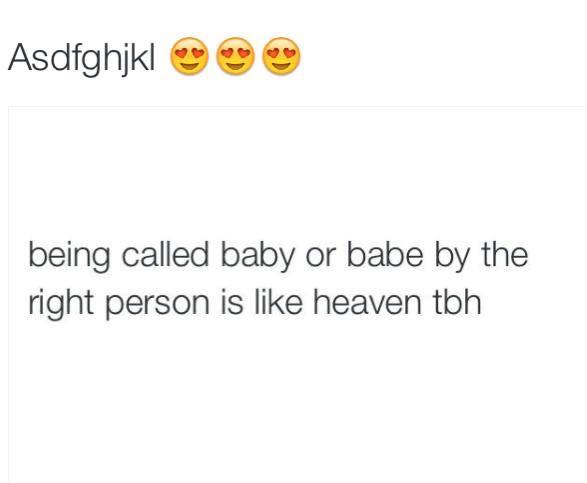 Asdfghjkl 😍😍😍
being called baby or babe by the
right person is like heaven tbh